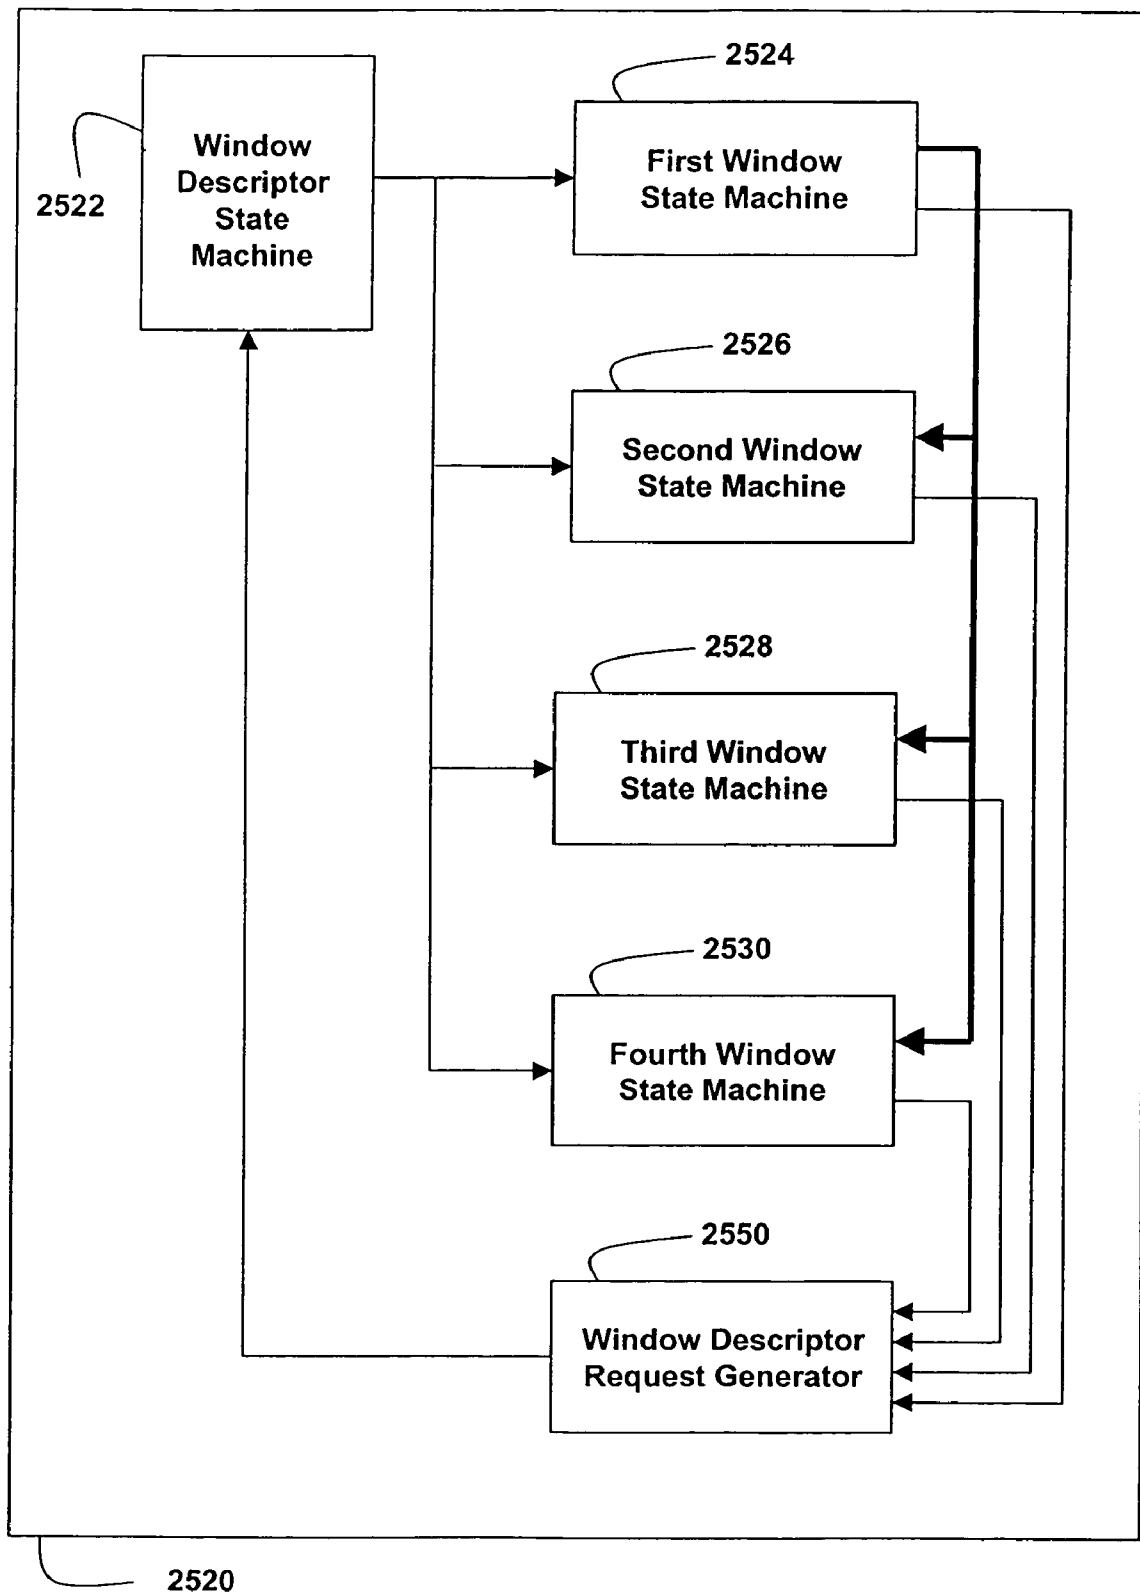 2524
Window
Descriptor
State
Machine
2522
First Window
State Machine
2526
Second Window
State Machine
2528
Third Window
State Machine
2530
Fourth Window
State Machine
2550
Window Descriptor
Request Generator
2520